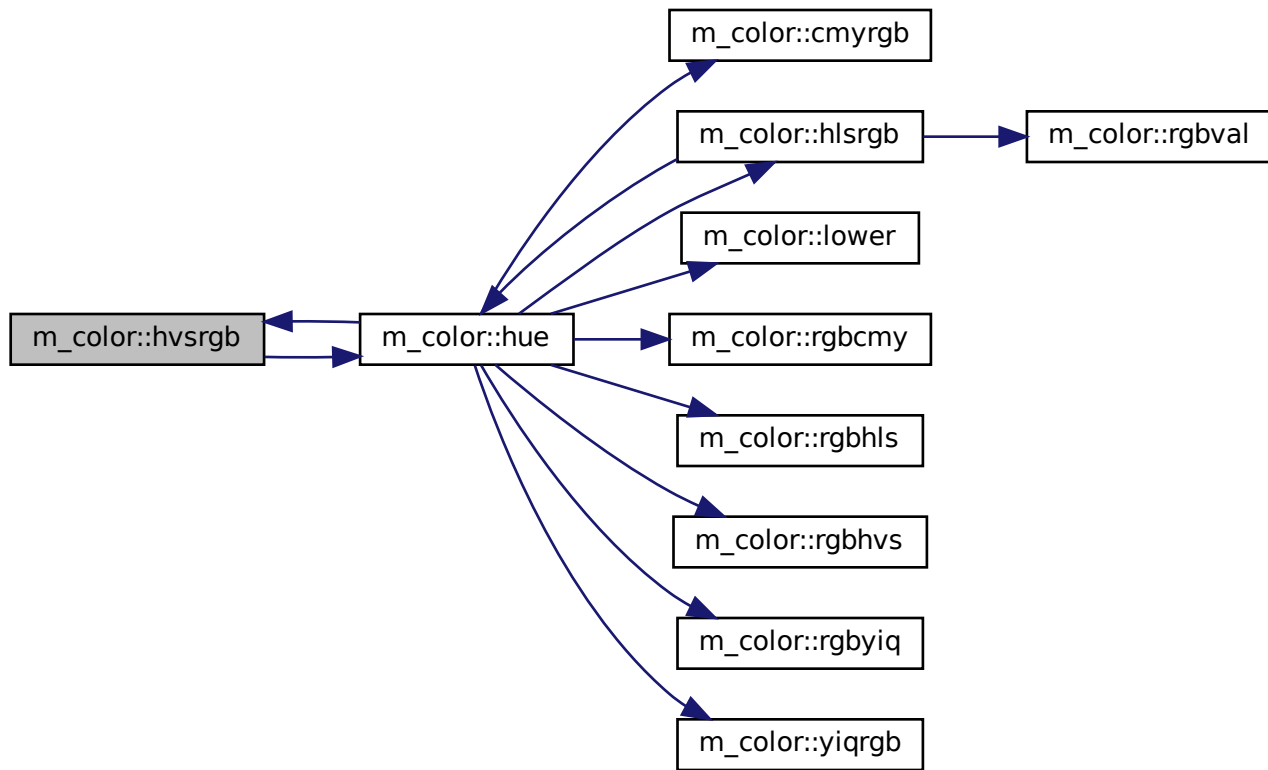 m_color::cmyrgb
m_color::hlsrgb
m_color::rgbval
m_color::lower
m_color::hvsrgb
m_color::hue
m_color::rgbcmy
m_color::rgbhls
m_color::rgbhvs
m_color::rgbyiq
m_color::yiqrgb